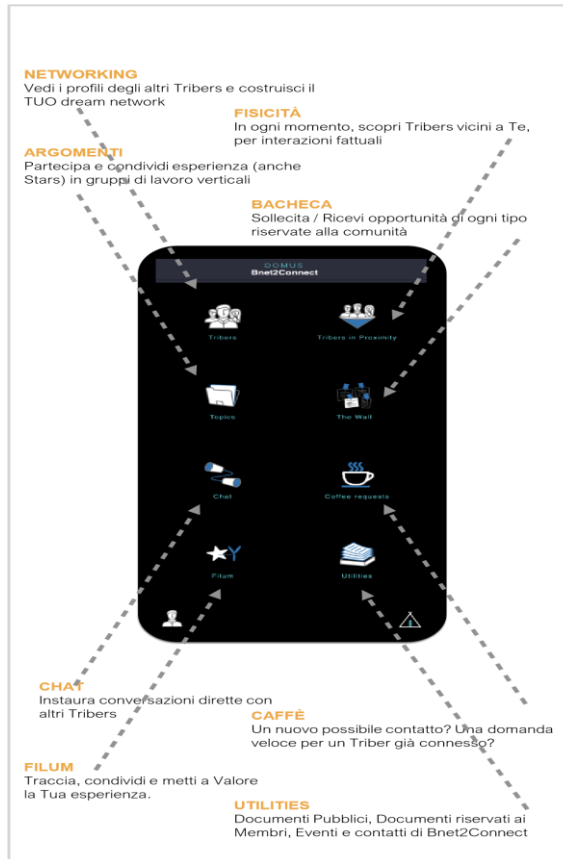 NETWORKING
Vedi i profili degli altri Tribers e costruisci il
TUO dream network
FISICITÀ
In ogni momento, scopri Tribers vicini a Te,
per interazioni fattuali
ARGOMENTI
Partecipa e condividi esperienza (anche
Stars) in gruppi di lavoro verticali
BACHECA
Sollecita / Ricevi opportunità di ogni tipo
riservate alla comunità
DOMUS
Bnet2Connect
Tribers
Tribers in Proximity
Topics
The Wall
Chat
Coffee requests
Filum
Utilities
CHAT
Instaura conversazioni dirette con
altri Tribers
CAFFÈ
Un nuovo possibile contatto? Una domanda
veloce per un Triber già connesso?
FILUM
Traccia, condividi e metti a Valore
la Tua esperienza.
UTILITIES
Documenti Pubblici, Documenti riservati ai
Membri, Eventi e contatti di Bnet2Connect